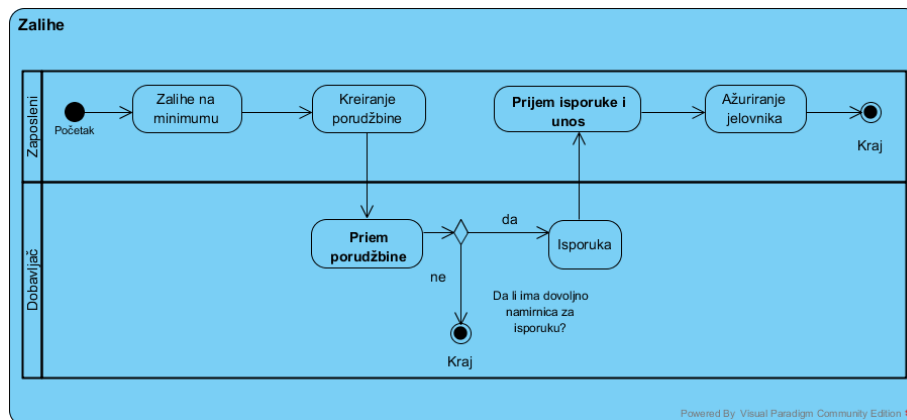 Zalihe
Zaposleni
Početak
Zalihe na
minimumu
Kreiranje
porudžbine
Prijem isporuke i
unos
Ažuriranje
jelovnika
Kraj
Dobavljač
Priem
porudžbine
da
ne
Isporuka
Da li ima dovoljno
namirnica za
isporuku?
Kraj
Powered By Visual Paradigm Community Edition